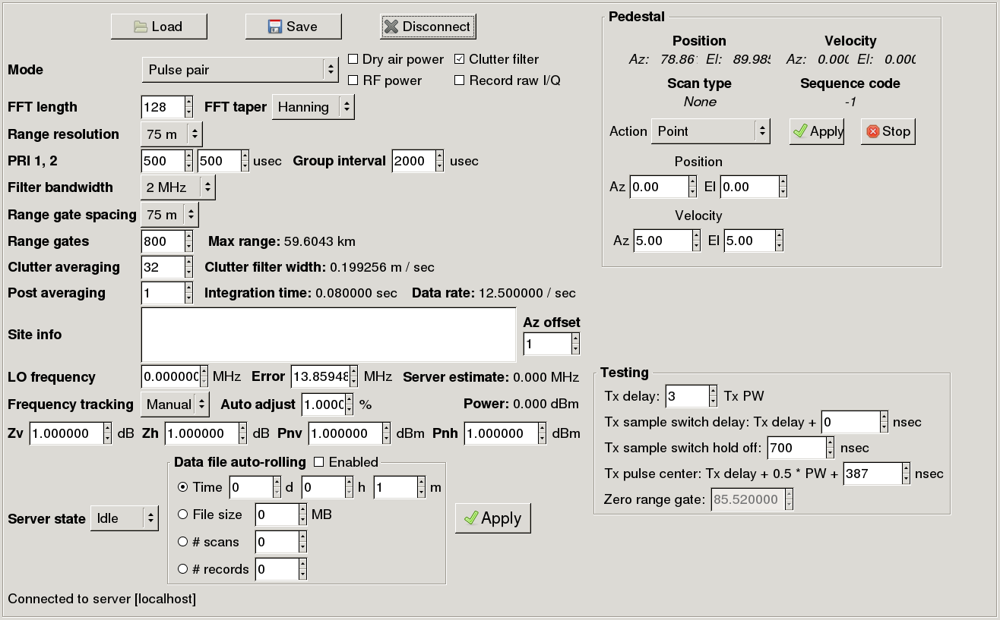 Load Save Disconnect
Mode Pulse pair Dry air power Clutter filter
RF power Record raw I/Q
FFT length 128 FFT taper Hanning
Range resolution 75 m
PRI 1, 2 500 500 usec Group interval 2000 usec
Filter bandwidth 2 MHz
Range gate spacing 75 m
Range gates 800 Max range: 59.6043 km
Clutter averaging 32 Clutter filter width: 0.199256 m / sec
Post averaging 1 Integration time: 0.080000 sec Data rate: 12.500000 / sec
Site info
Az offset
1
LO frequency 0.000000 MHz Error 13.85948 MHz Server estimate: 0.000 MHz
Frequency tracking Manual Auto adjust 1.0000 % Power: 0.000 dBm
Zv 1.000000 dB Zh 1.000000 dB Pnv 1.000000 dBm Pnh 1.000000 dBm
Data file auto-rolling Enabled
Time 0 d 0 h 1 m
File size 0 MB
# scans 0
# records 0
Server state Idle
Apply
Connected to server [localhost]
Pedestal
Position Velocity
Az: 78.86 El: 89.985 Az: 0.000 El: 0.000
Scan type Sequence code
None -1
Action Point Apply Stop
Position
Az 0.00 El 0.00
Velocity
Az 5.00 El 5.00
Testing
Tx delay: 3 Tx PW
Tx sample switch delay: Tx delay + 0 nsec
Tx sample switch hold off: 700 nsec
Tx pulse center: Tx delay + 0.5 * PW + 387 nsec
Zero range gate: 85.520000